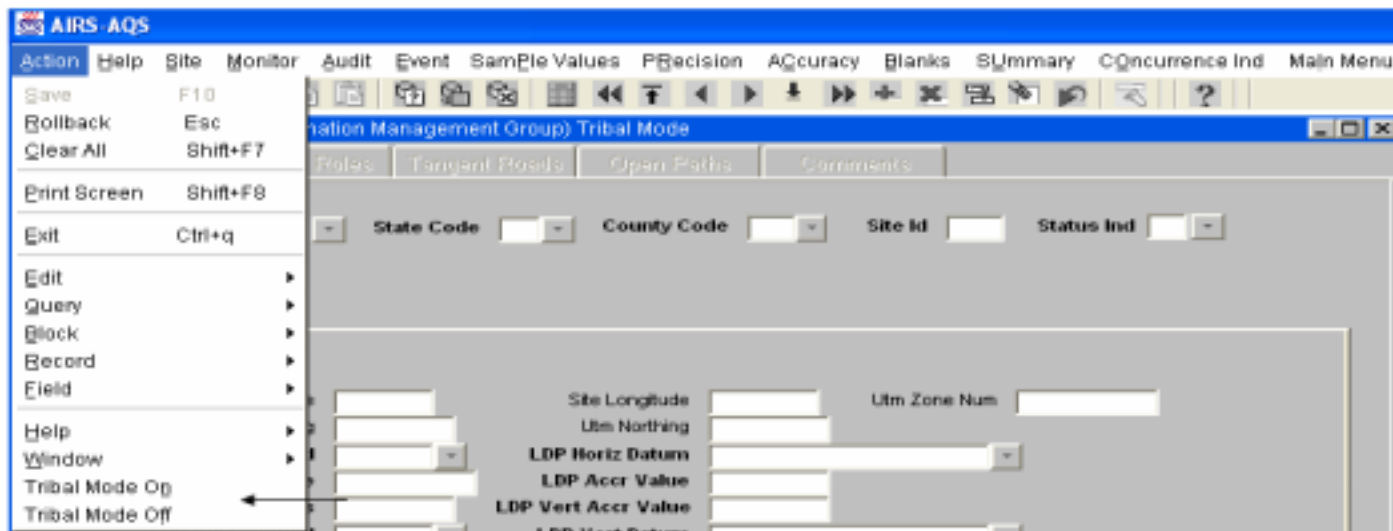 AIRS-AQS
Action Help Site Monitor Audit Event SamPle Values PRecision ACcuracy Blanks SUmmary COncurrence Ind MaIn Menu
Save F10
Rollback Esc
Clear All Shift+F7
Print Screen Shift+F8
Exit Ctrl+q
Edit
Query
Block
Record
Field
Help
Window
Tribal Mode On
Tribal Mode Off
nation Management Group) Tribal Mode
Roles Tangent Roads Open Paths Comments
State Code County Code Site Id Status Ind
Site Longitude Utm Zone Num
Utm Northing
LDP Horiz Datum
LDP Accr Value
LDP Vert Accr Value
LDP Vert Datum